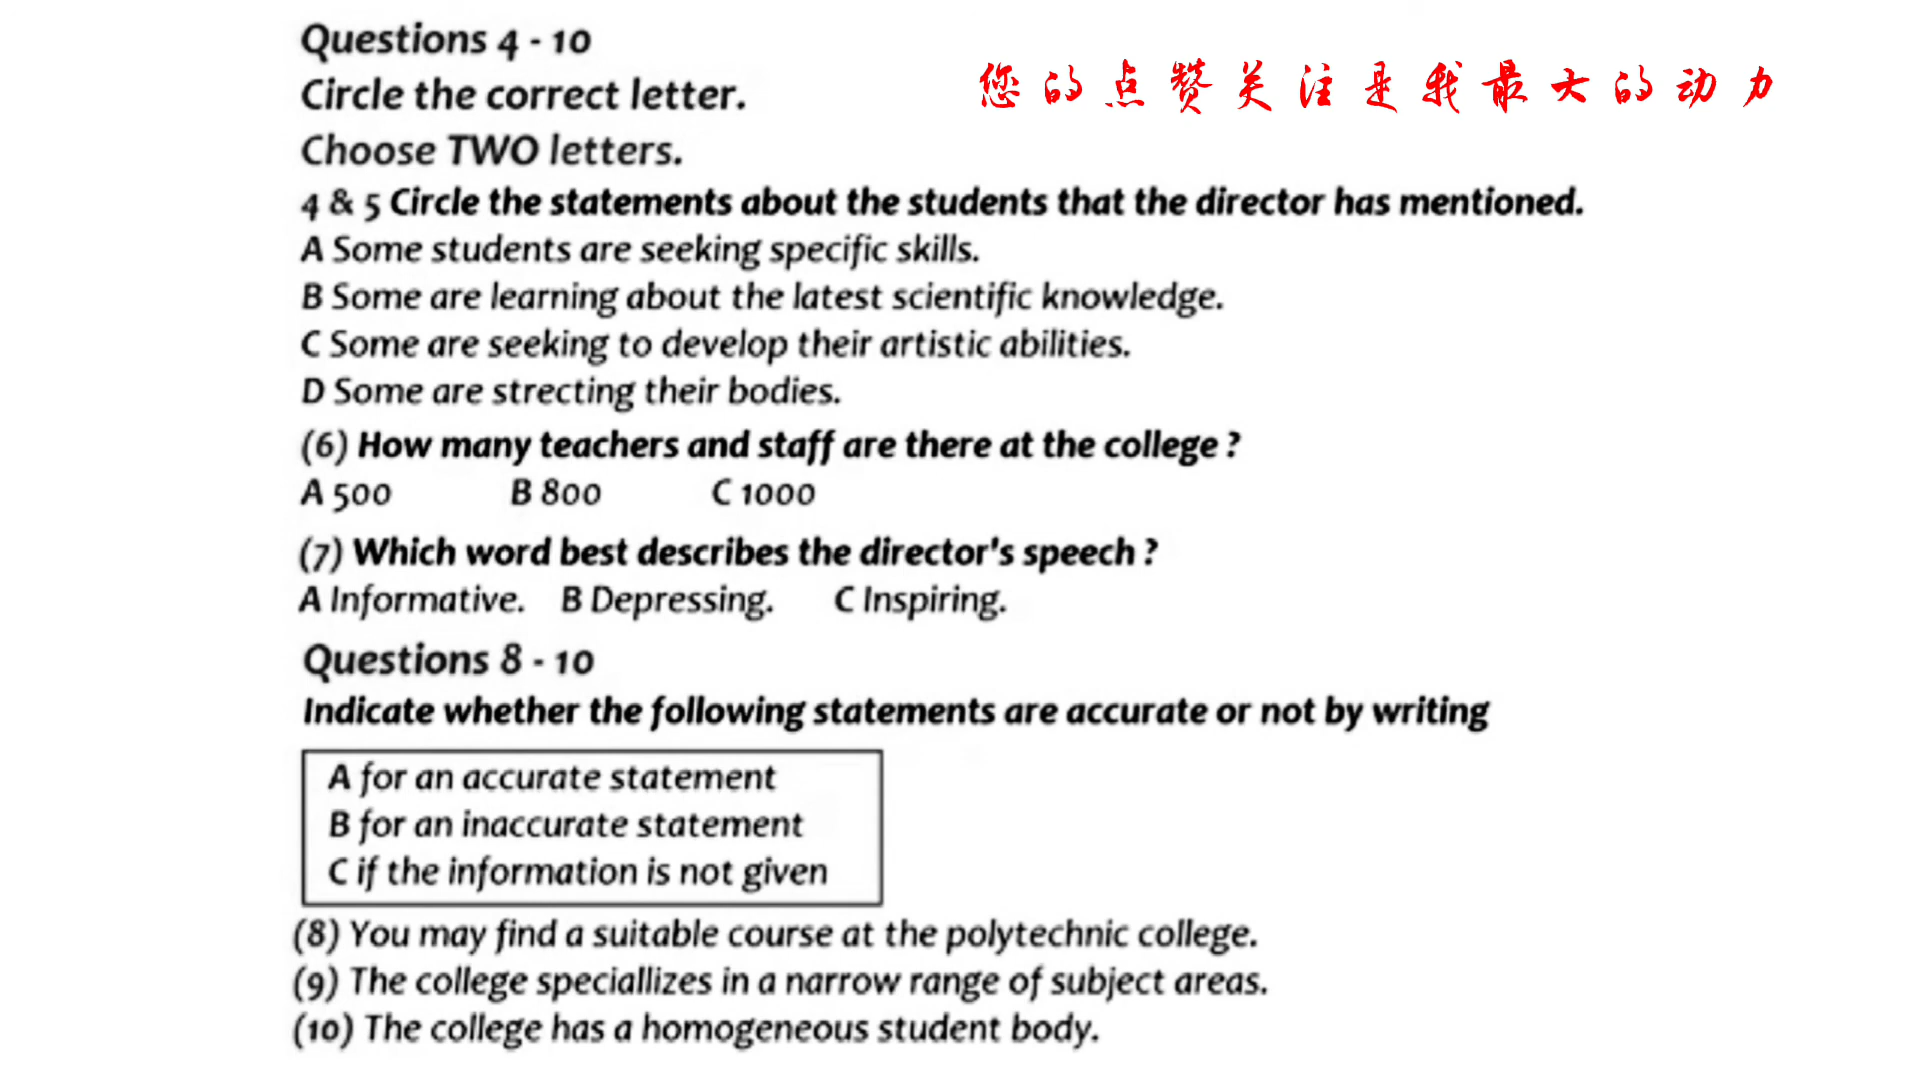 Questions 4 - 10
您的点赞关注是我最大的动力
Circle the correct letter.
Choose TWO letters.
4 & 5 Circle the statements about the students that the director has mentioned.
A Some students are seeking specific skills.
B Some are learning about the latest scientific knowledge.
C Some are seeking to develop their artistic abilities.
D Some are strecting their bodies.
(6) How many teachers and staff are there at the college ?
A 500 B 800 C 1000
(7) Which word best describes the director's speech ?
A Informative. B Depressing. C Inspiring.
Questions 8 - 10
Indicate whether the following statements are accurate or not by writing
A for an accurate statement
B for an inaccurate statement
C if the information is not given
(8) You may find a suitable course at the polytechnic college.
(9) The college speciallizes in a narrow range of subject areas.
(10) The college has a homogeneous student body.